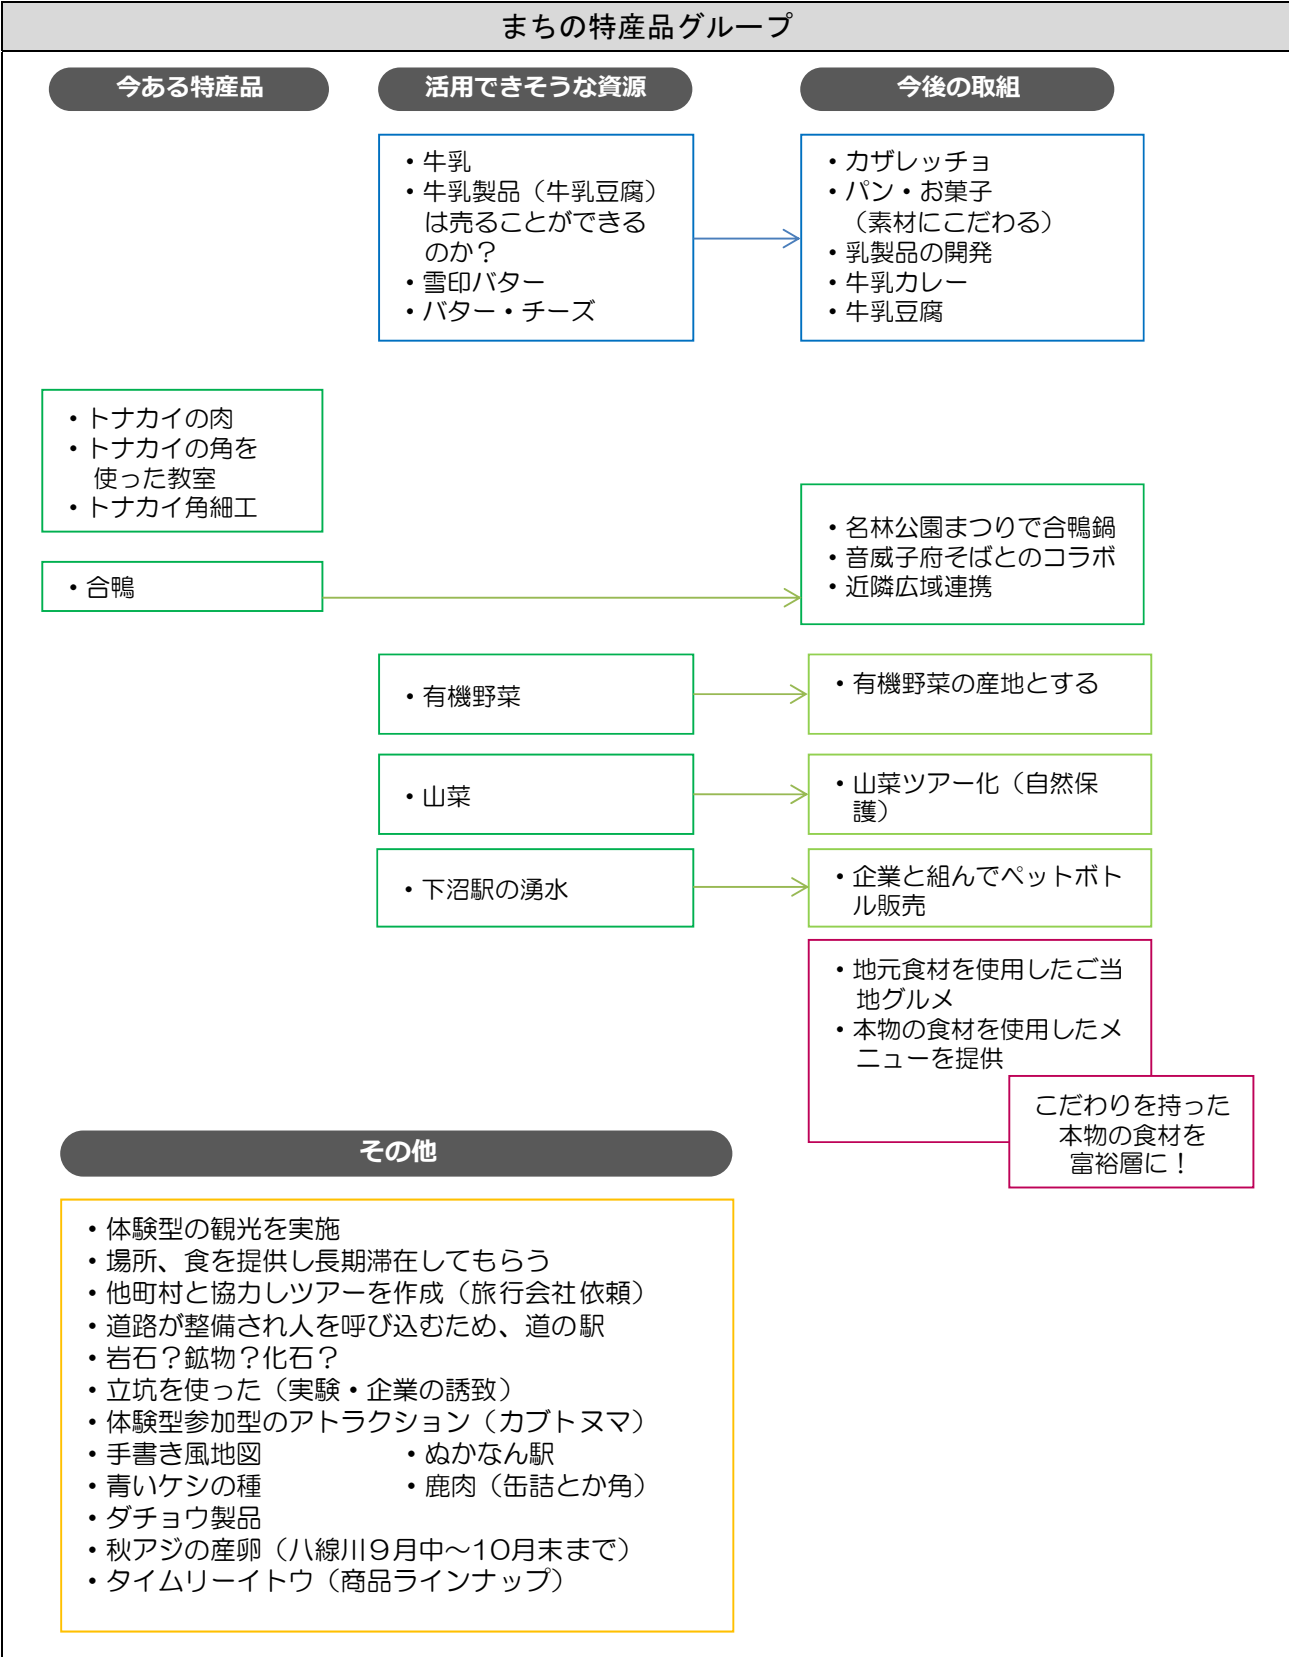 まちの特産品グループ
今ある特産品
活用できそうな資源
今後の取組
・牛乳
・牛乳製品（牛乳豆腐）
は売ることができる
のか？
・雪印バター
・バター・チーズ
・カザレッチョ
・パン・お菓子
（素材にこだわる）
・乳製品の開発
・牛乳カレー
・牛乳豆腐
・トナカイの肉
・トナカイの角を
使った教室
・トナカイ角細工
・合鴨
・名林公園まつりで合鴨鍋
・音威子府そばとのコラボ
・近隣広域連携
・有機野菜
・有機野菜の産地とする
・山菜
・山菜ツアー化（自然保
護）
・下沼駅の湧水
・企業と組んでペットボト
ル販売
・地元食材を使用したご当
地グルメ
・本物の食材を使用したメ
ニューを提供
こだわりを持った
本物の食材を
富裕層に！
その他
・体験型の観光を実施
・場所、食を提供し長期滞在してもらう
・他町村と協力しツアーを作成（旅行会社依頼）
・道路が整備され人を呼び込むため、道の駅
・岩石？鉱物？化石？
・立坑を使った（実験・企業の誘致）
・体験型参加型のアトラクション（カブトヌマ）
・手書き風地図　・ぬかなん駅
・青いケシの種　・鹿肉（缶詰とか角）
・ダチョウ製品
・秋アジの産卵（八線川９月中～10月末まで）
・タイムリーイトウ（商品ラインナップ）